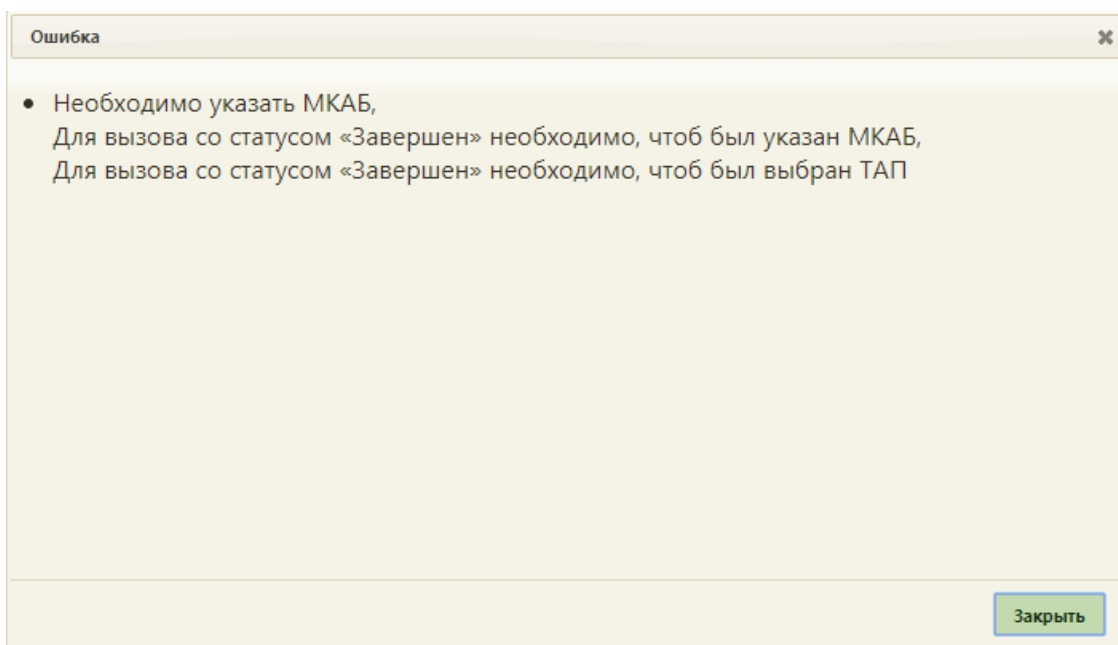 Ошибка
Необходимо указать МКАБ,
Для вызова со статусом «Завершен» необходимо, чтоб был указан МКАБ,
Для вызова со статусом «Завершен» необходимо, чтоб был выбран ТАП
Закрыть